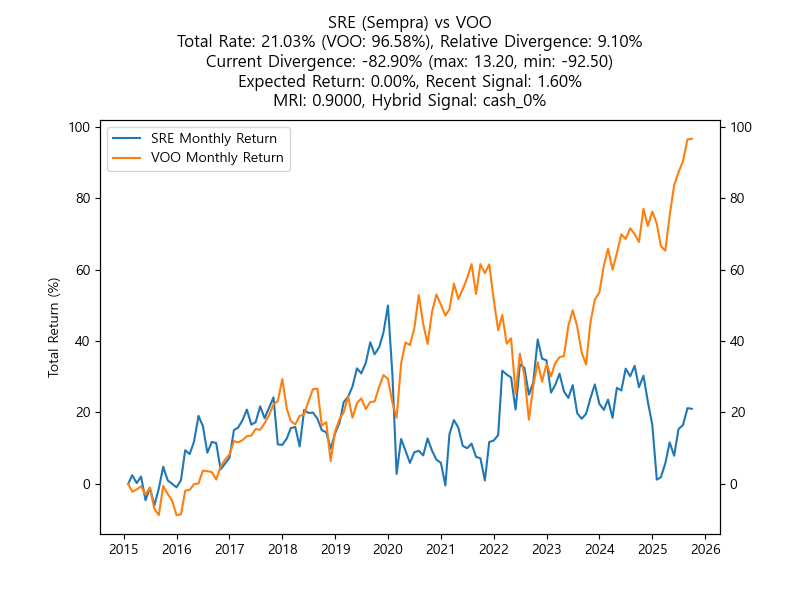 SRE (Sempra) vs VOO
Total Rate: 21.03% (VOO: 96.58%), Relative Divergence: 9.10%
Current Divergence: -82.90% (max: 13.20, min: -92.50)
Expected Return: 0.00%, Recent Signal: 1.60%
MRI: 0.9000, Hybrid Signal: cash_0%
SRE Monthly Return
VOO Monthly Return
Total Return (%)
100
80
60
40
20
0
100
80
60
40
20
0
2015 2016 2017 2018 2019 2020 2021 2022 2023 2024 2025 2026